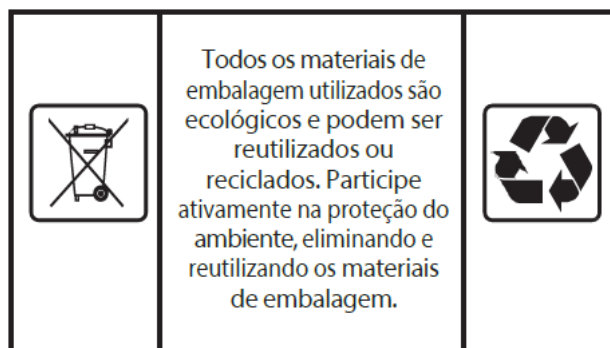 Todos os materiais de
embalagem utilizados são
ecológicos e podem ser
reutilizados ou
reciclados. Participe
ativamente na proteção do
ambiente, eliminando e
reutilizando os materiais
de embalagem.